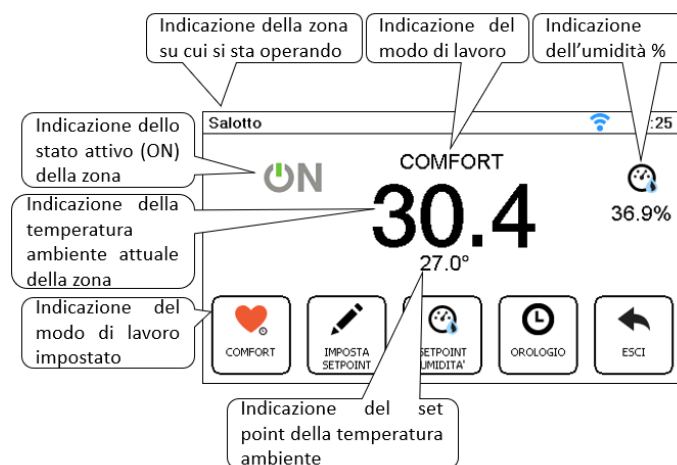 Indicazione della zona
su cui si sta operando
Indicazione del
modo di lavoro
Indicazione
dell'umidità %
Indicazione dello
stato attivo (ON)
della zona
Salotto
:25
ON
COMFORT
30.4
36.9%
27.0°
Indicazione della
temperatura
ambiente attuale
della zona
Indicazione del
modo di lavoro
impostato
COMFORT
IMPOSTA
SETPOINT
SETPOINT
UMIDITA'
OROLOGIO
ESCI
Indicazione del set
point della temperatura
ambiente